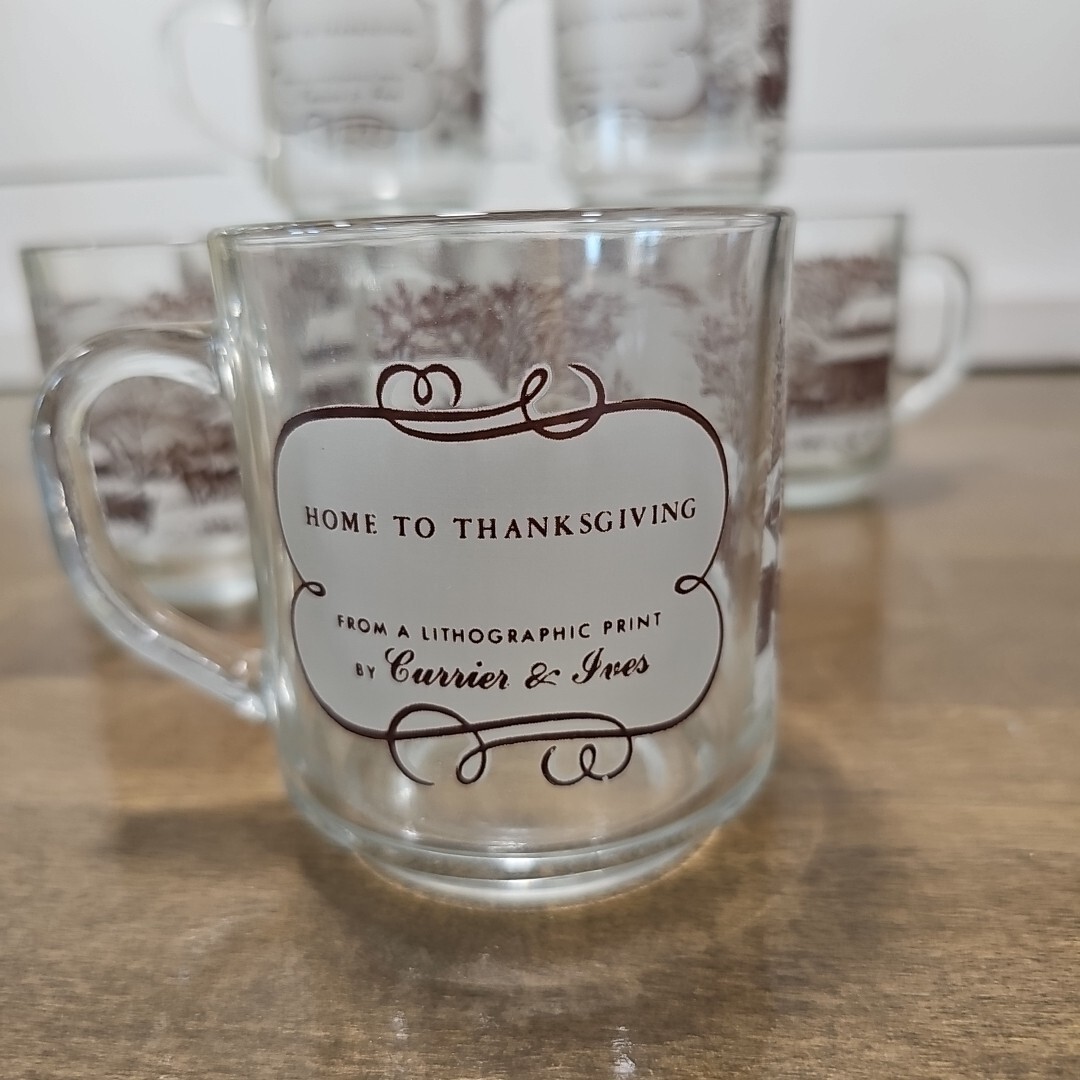 HOME TO THANKSGIVING
FROM A LITHOGRAPHIC PRINT
BY Currier & Ives